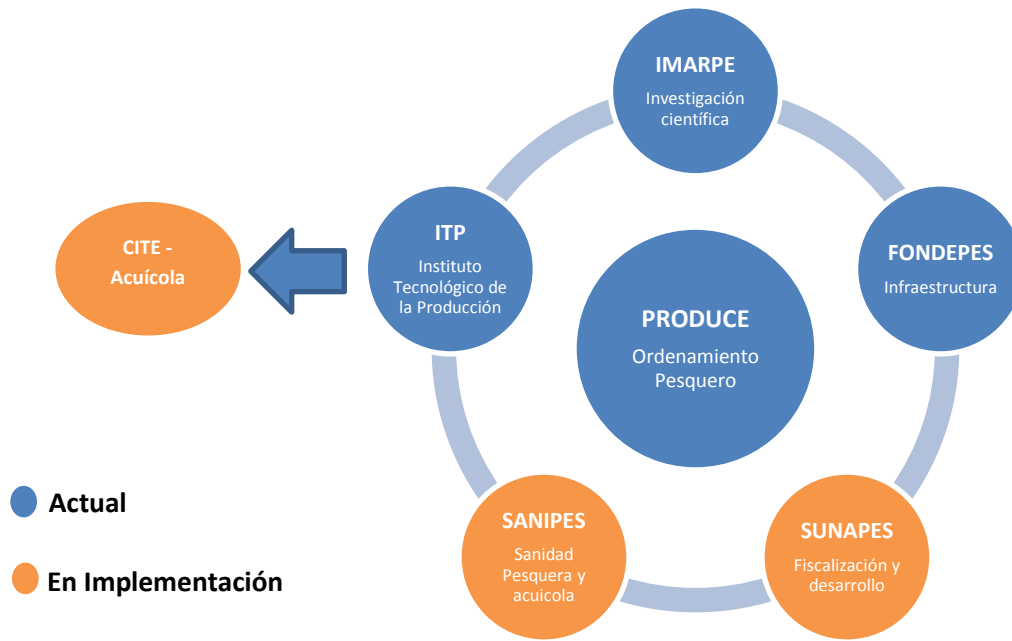 IMARPE
Investigación
científica
ITP
Instituto
Tecnológico de
la Producción
CITE -
Acuícola
FONDEPES
Infraestructura
PRODUCE
Ordenamiento
Pesquero
Actual
SANIPES
Sanidad
Pesquera y
acuicola
SUNAPES
Fiscalización y
desarrollo
En Implementación